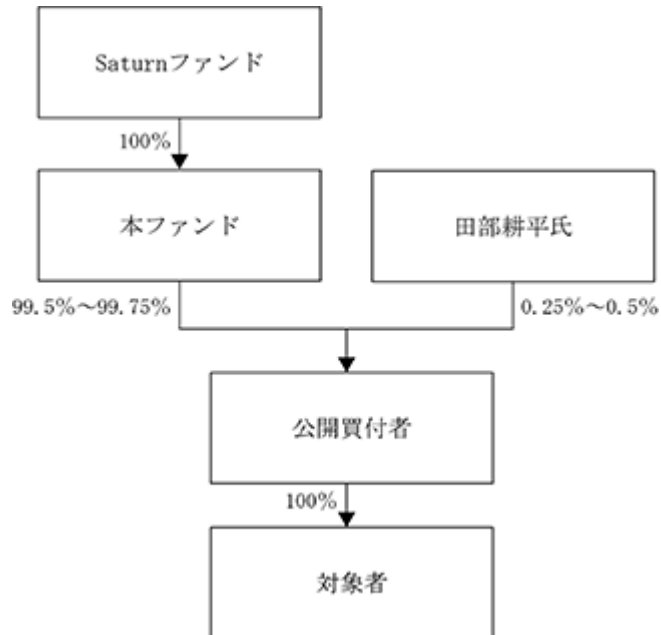 Saturnファンド
100%
本ファンド
田部耕平氏
99.5%～99.75%
0.25%～0.5%
公開買付者
100%
対象者